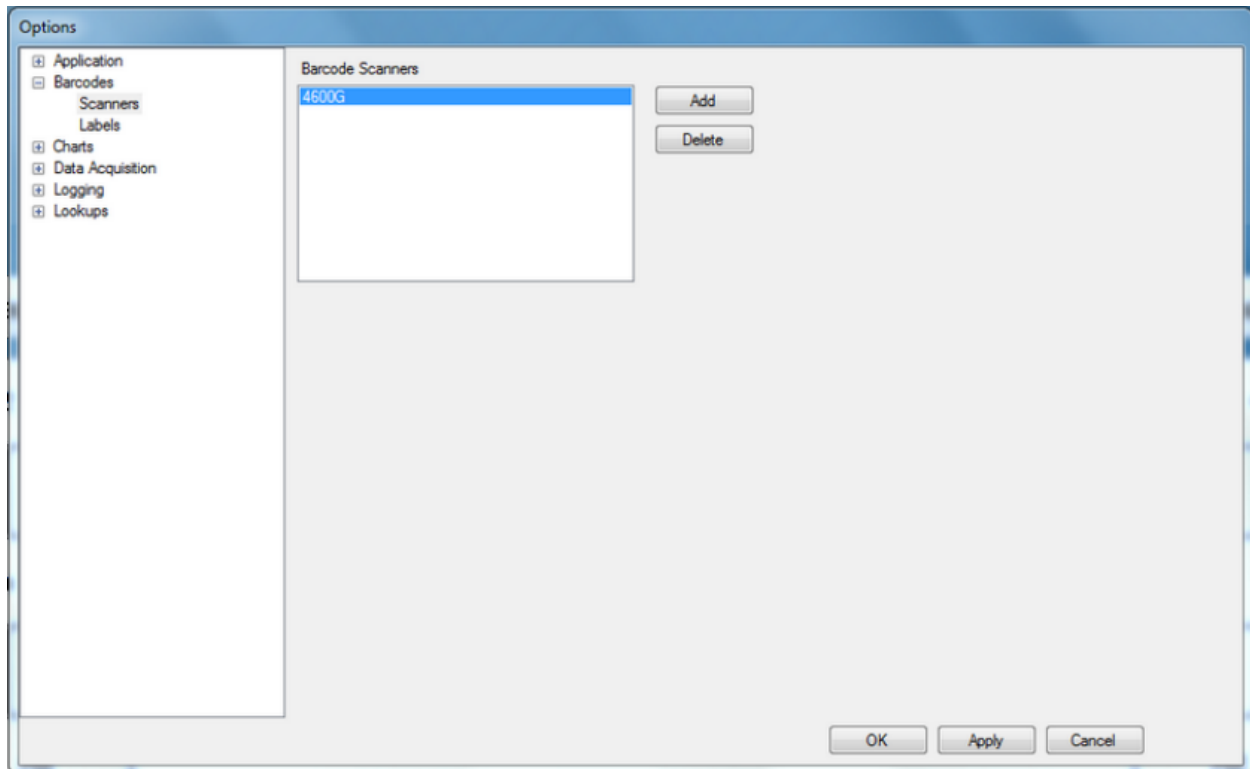 Options
Application
Barcodes
Scanners
Labels
Charts
Data Acquisition
Logging
Lookups
Barcode Scanners
4600G
Add
Delete
OK
Apply
Cancel